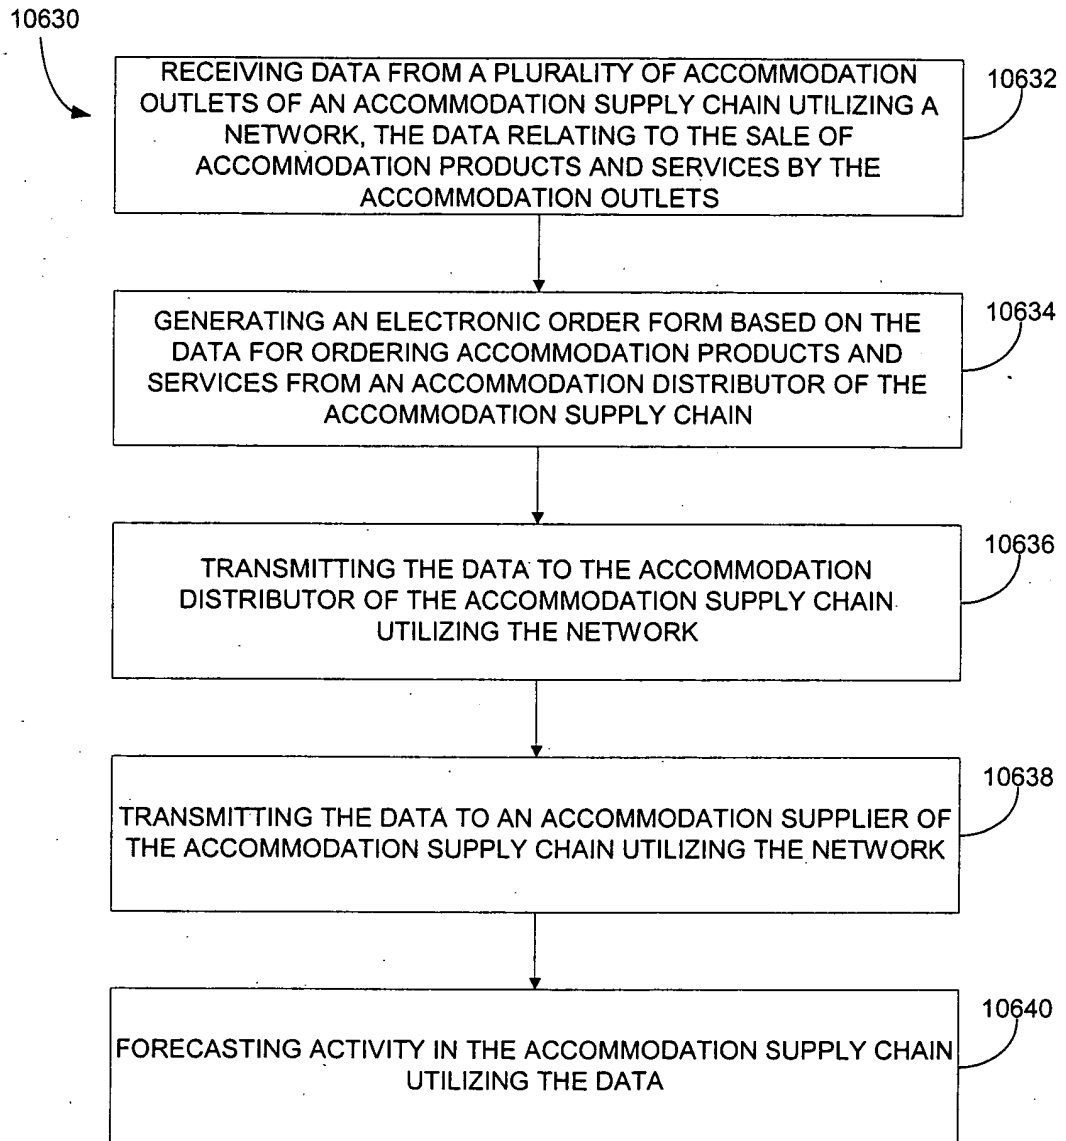 10630
RECEIVING DATA FROM A PLURALITY OF ACCOMMODATION
OUTLETS OF AN ACCOMMODATION SUPPLY CHAIN UTILIZING A
NETWORK, THE DATA RELATING TO THE SALE OF
ACCOMMODATION PRODUCTS AND SERVICES BY THE
ACCOMMODATION OUTLETS
10632
GENERATING AN ELECTRONIC ORDER FORM BASED ON THE
DATA FOR ORDERING ACCOMMODATION PRODUCTS AND
SERVICES FROM AN ACCOMMODATION DISTRIBUTOR OF THE
ACCOMMODATION SUPPLY CHAIN
10634
TRANSMITTING THE DATA TO THE ACCOMMODATION
DISTRIBUTOR OF THE ACCOMMODATION SUPPLY CHAIN
UTILIZING THE NETWORK
10636
TRANSMITTING THE DATA TO AN ACCOMMODATION SUPPLIER OF
THE ACCOMMODATION SUPPLY CHAIN UTILIZING THE NETWORK
10638
FORECASTING ACTIVITY IN THE ACCOMMODATION SUPPLY CHAIN
UTILIZING THE DATA
10640